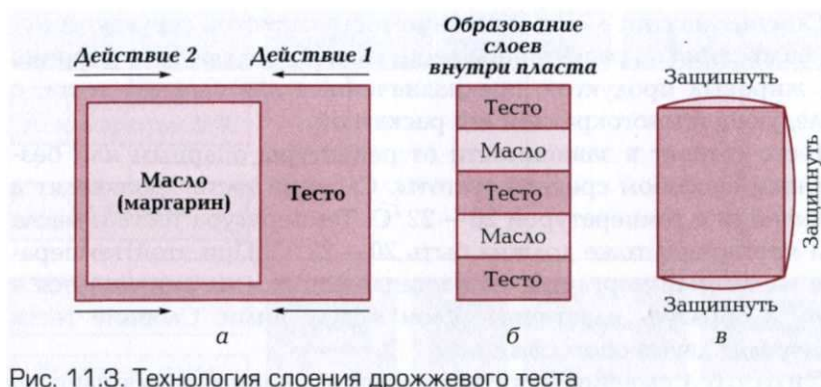 Действие 2
Действие 1
Масло
(маргарин)
Тесто
а
Образование
слоев
внутри пласта
Тесто
Масло
Тесто
Масло
Тесто
б
Защипнуть
Защипнуть
в
Рис. 11.3. Технология слоения дрожжевого теста